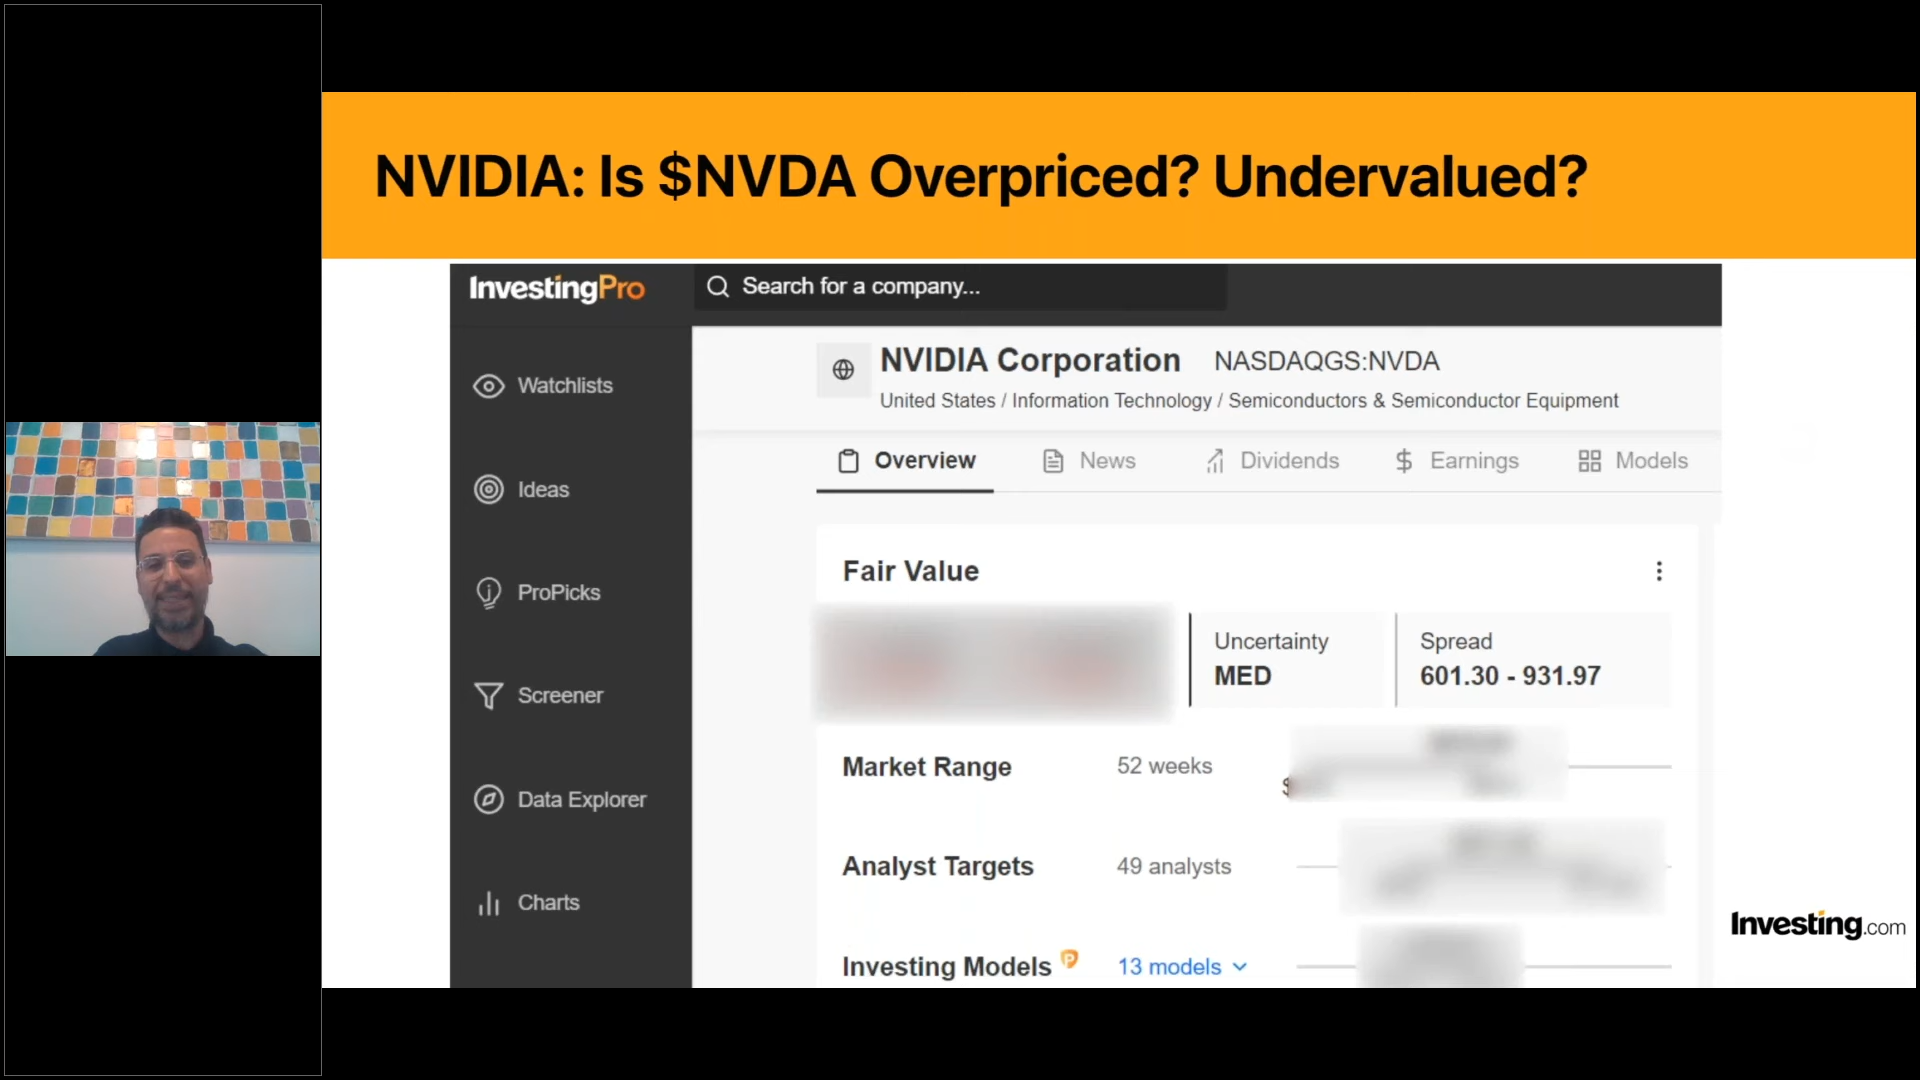 NVIDIA: Is $NVDA Overpriced? Undervalued?
InvestingPro
Search for a company...
Watchlists
Ideas
ProPicks
Screener
Data Explorer
Charts
NVIDIA Corporation NASDAQGS:NVDA
United States / Information Technology / Semiconductors & Semiconductor Equipment
Overview News Dividends Earnings Models
Fair Value
Uncertainty
MED
Spread
601.30 - 931.97
Market Range 52 weeks
$
Analyst Targets 49 analysts
Investing Models 13 models
Investing.com